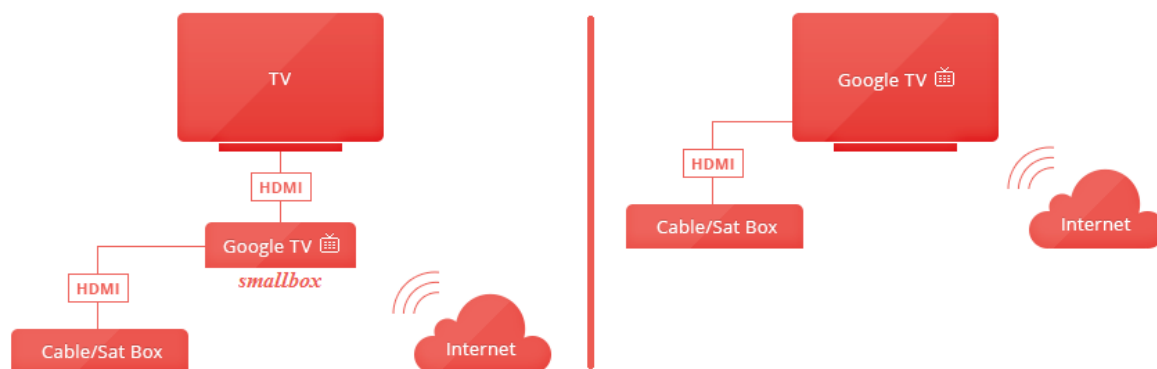 TV
HDMI
Google TV
smallbox
HDMI
Cable/Sat Box
Internet
Google TV
HDMI
Cable/Sat Box
Internet